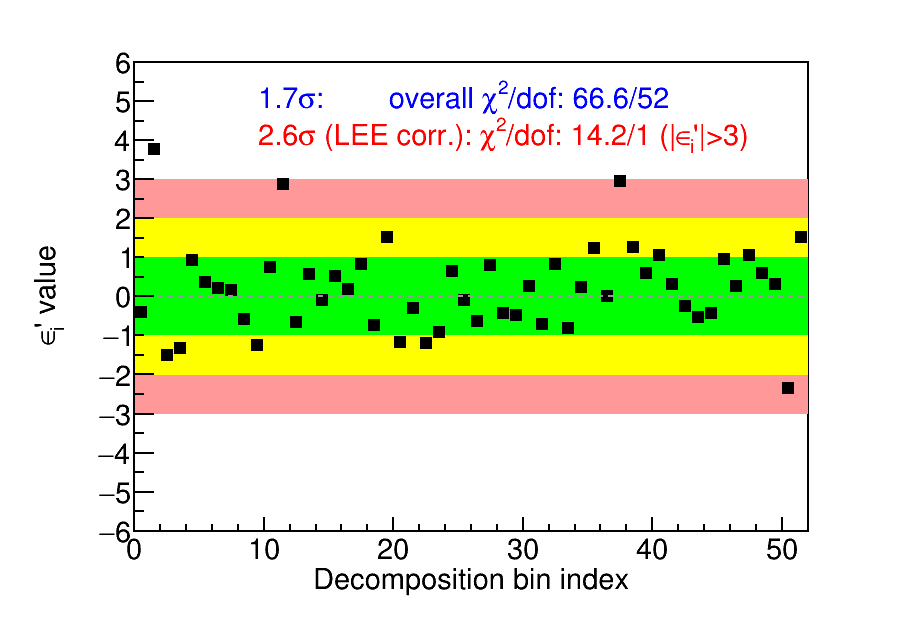 6
5
4
3
2
1
0
−1
−2
−3
−4
−5
−6
ϵi' value
1.7σ: overall χ²/dof: 66.6/52
2.6σ (LEE corr.): χ²/dof: 14.2/1 (|ϵi'|>3)
0 10 20 30 40 50
Decomposition bin index